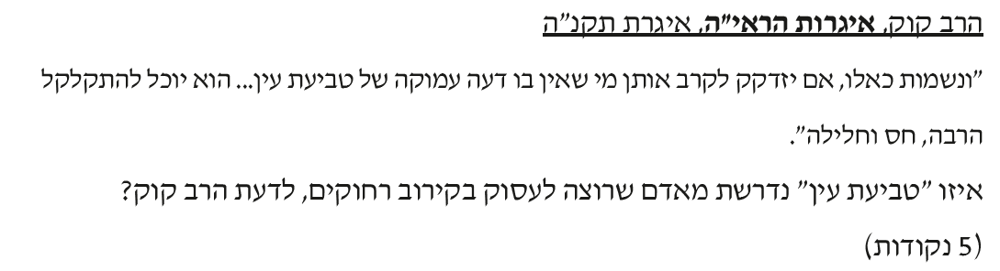 הרב קוק, איגרות הראי"ה, איגרת תקנ"ה
"ונשמות כאלו, אם יזדקק לקרב אותן מי שאין בו דעה עמוקה של טביעת עין... הוא יוכל להתקלקל
הרבה, חס וחלילה".
איזו "טביעת עין" נדרשת מאדם שרוצה לעסוק בקירוב רחוקים, לדעת הרב קוק?
(5 נקודות)